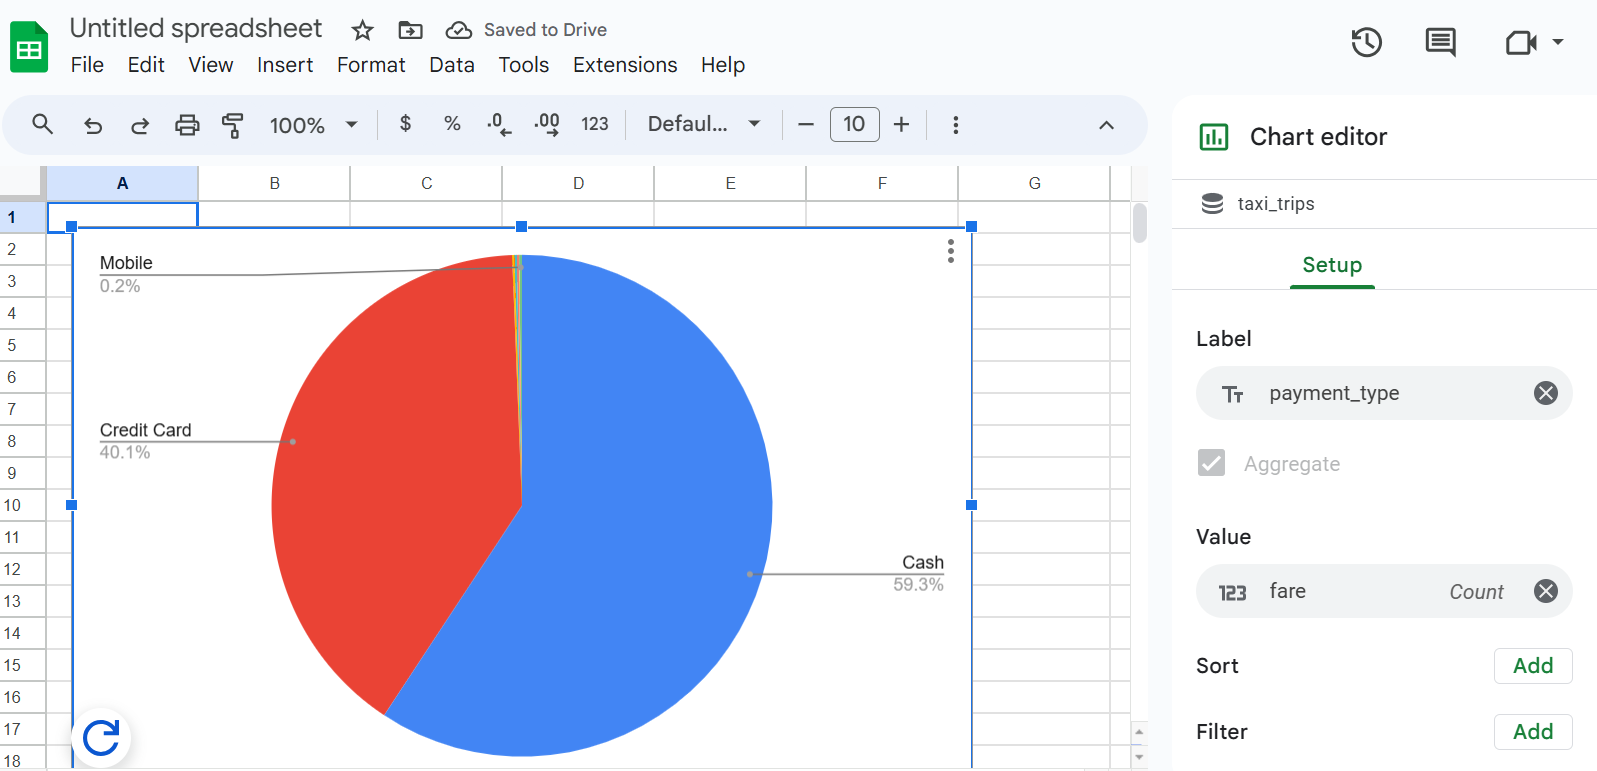 Untitled spreadsheet
Saved to Drive
File Edit View Insert Format Data Tools Extensions Help
100% $ % .0 .00 123 Defaul... 10
A B C D E F G
1
2
3
4
5
6
7
8
9
10
11
12
13
14
15
16
17
18
Mobile
0.2%
Credit Card
40.1%
Cash
59.3%
Chart editor
taxi_trips
Setup
Label
Tт payment_type
Aggregate
Value
123 fare Count
Sort Add
Filter Add